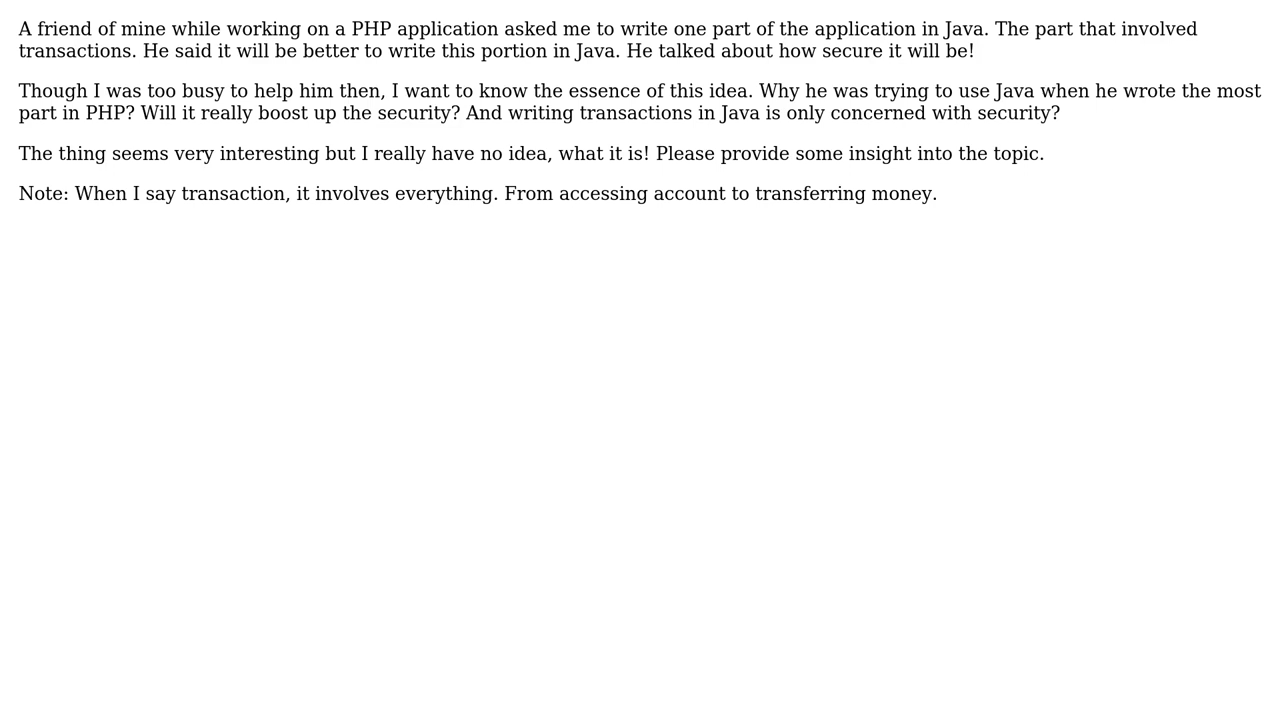 A friend of mine while working on a PHP application asked me to write one part of the application in Java. The part that involved
transactions. He said it will be better to write this portion in Java. He talked about how secure it will be!
Though I was too busy to help him then, I want to know the essence of this idea. Why he was trying to use Java when he wrote the most
part in PHP? Will it really boost up the security? And writing transactions in Java is only concerned with security?
The thing seems very interesting but I really have no idea, what it is! Please provide some insight into the topic.
Note: When I say transaction, it involves everything. From accessing account to transferring money.